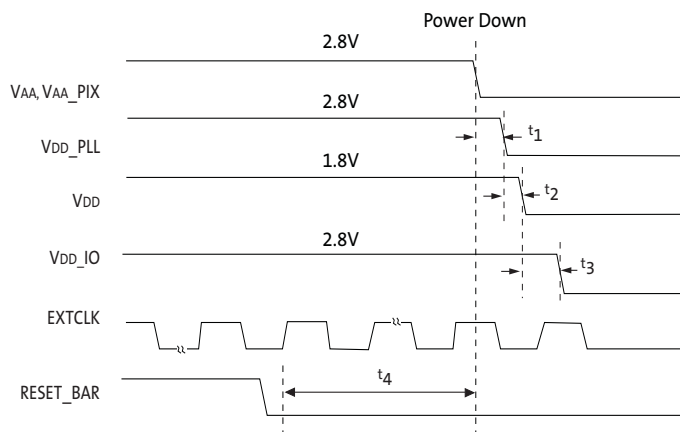 Power Down
2.8V
VAA, VAA_PIX
2.8V
t1
VDD_PLL
1.8V
t2
VDD
2.8V
t3
VDD_IO
EXTCLK
t4
RESET_BAR